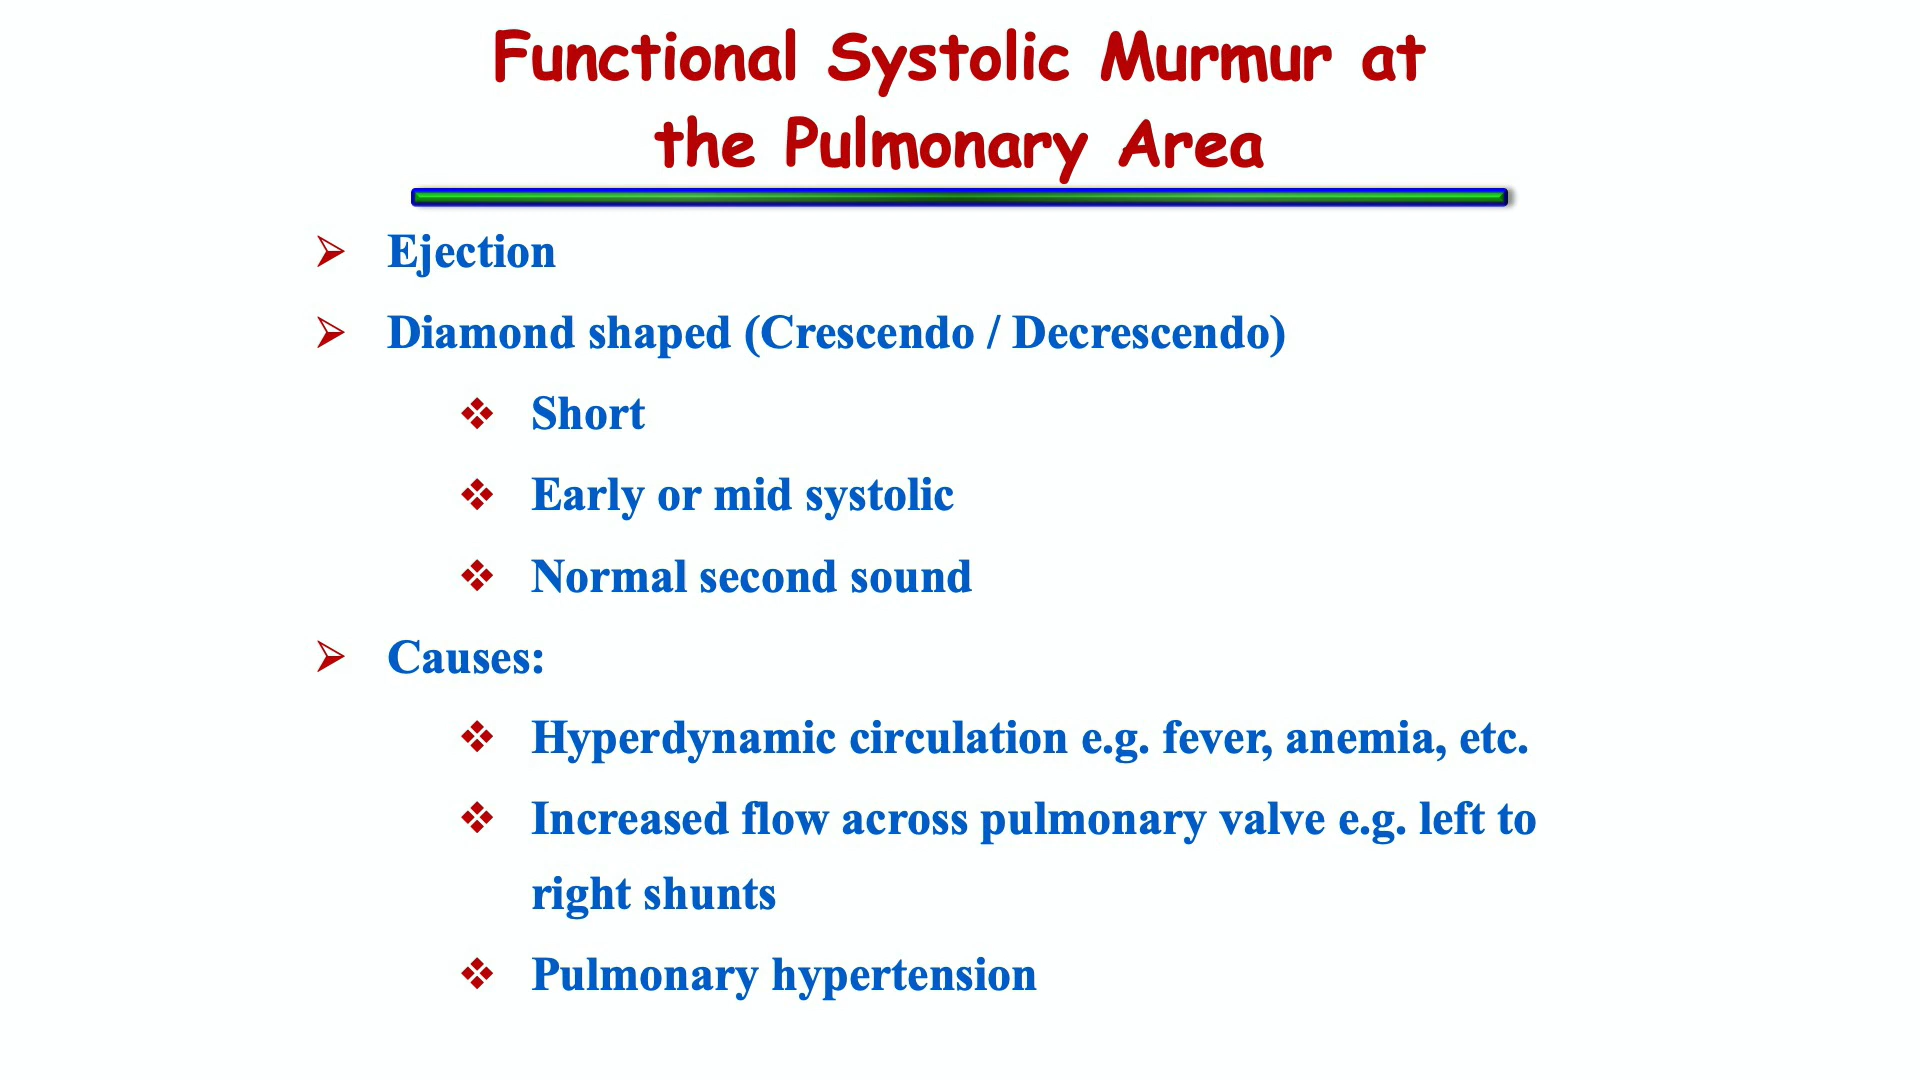 Functional Systolic Murmur at
the Pulmonary Area
Ejection
Diamond shaped (Crescendo / Decrescendo)
Short
Early or mid systolic
Normal second sound
Causes:
Hyperdynamic circulation e.g. fever, anemia, etc.
Increased flow across pulmonary valve e.g. left to
right shunts
Pulmonary hypertension